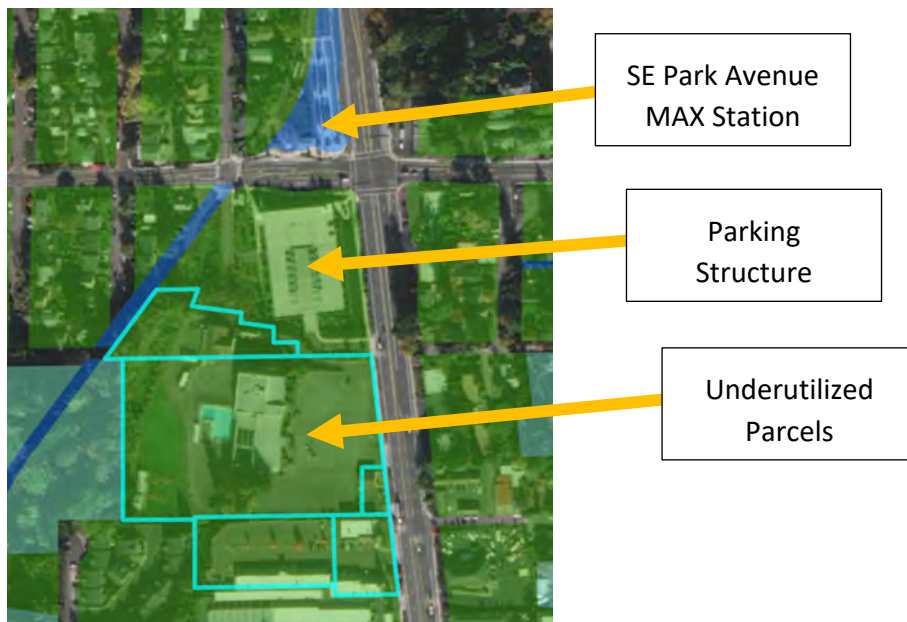 SE Park Avenue
MAX Station
Parking
Structure
Underutilized
Parcels